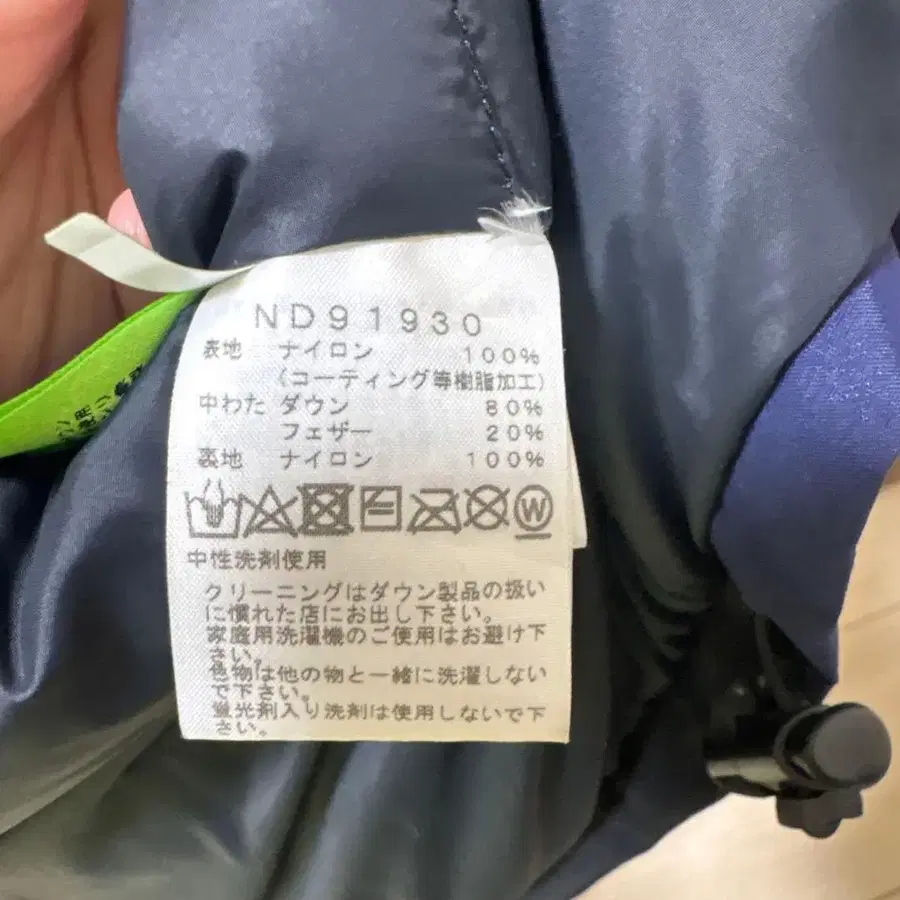 ND91930
表地 ナイロン 100%
(コーティング等樹脂加工)
中わた ダウン 80%
フェザー 20%
裏地 ナイロン 100%
W
中性洗剤使用
クリーニングはダウン製品の扱い
に慣れた店にお出し下さい。
家庭用洗濯機のご使用はお避け下
さい。
色物は他の物と一緒に洗濯しない
で下さい。
蛍光剤入り洗剤は使用しないで下
さい。